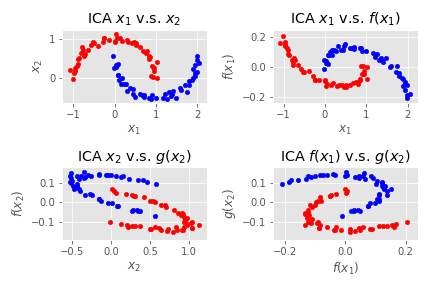 ICA x₁ v.s. x₂
x₂
1
0
−1 0 1 2
x₁
ICA x₁ v.s. f(x₁)
f(x₁)
0.2
0.0
−0.2
−1 0 1 2
x₁
ICA x₂ v.s. g(x₂)
f(x₂)
0.1
0.0
−0.1
−0.5 0.0 0.5 1.0
x₂
ICA f(x₁) v.s. g(x₂)
g(x₂)
0.1
0.0
−0.1
−0.2 0.0 0.2
f(x₁)